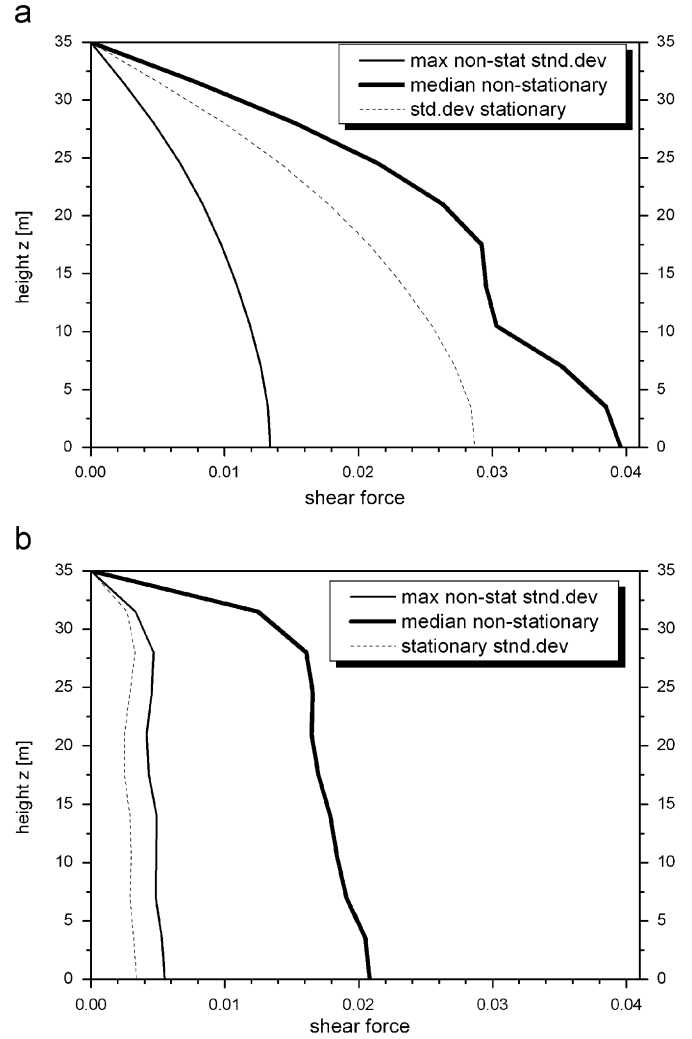 a
35
30
25
20
15
10
5
0
height z [m]
max non-stat stnd.dev
median non-stationary
std.dev stationary
35
30
25
20
15
10
5
0
0.00 0.01 0.02 0.03 0.04
shear force
b
35
30
25
20
15
10
5
0
height z [m]
max non-stat stnd.dev
median non-stationary
stationary stnd.dev
35
30
25
20
15
10
5
0
0.00 0.01 0.02 0.03 0.04
shear force